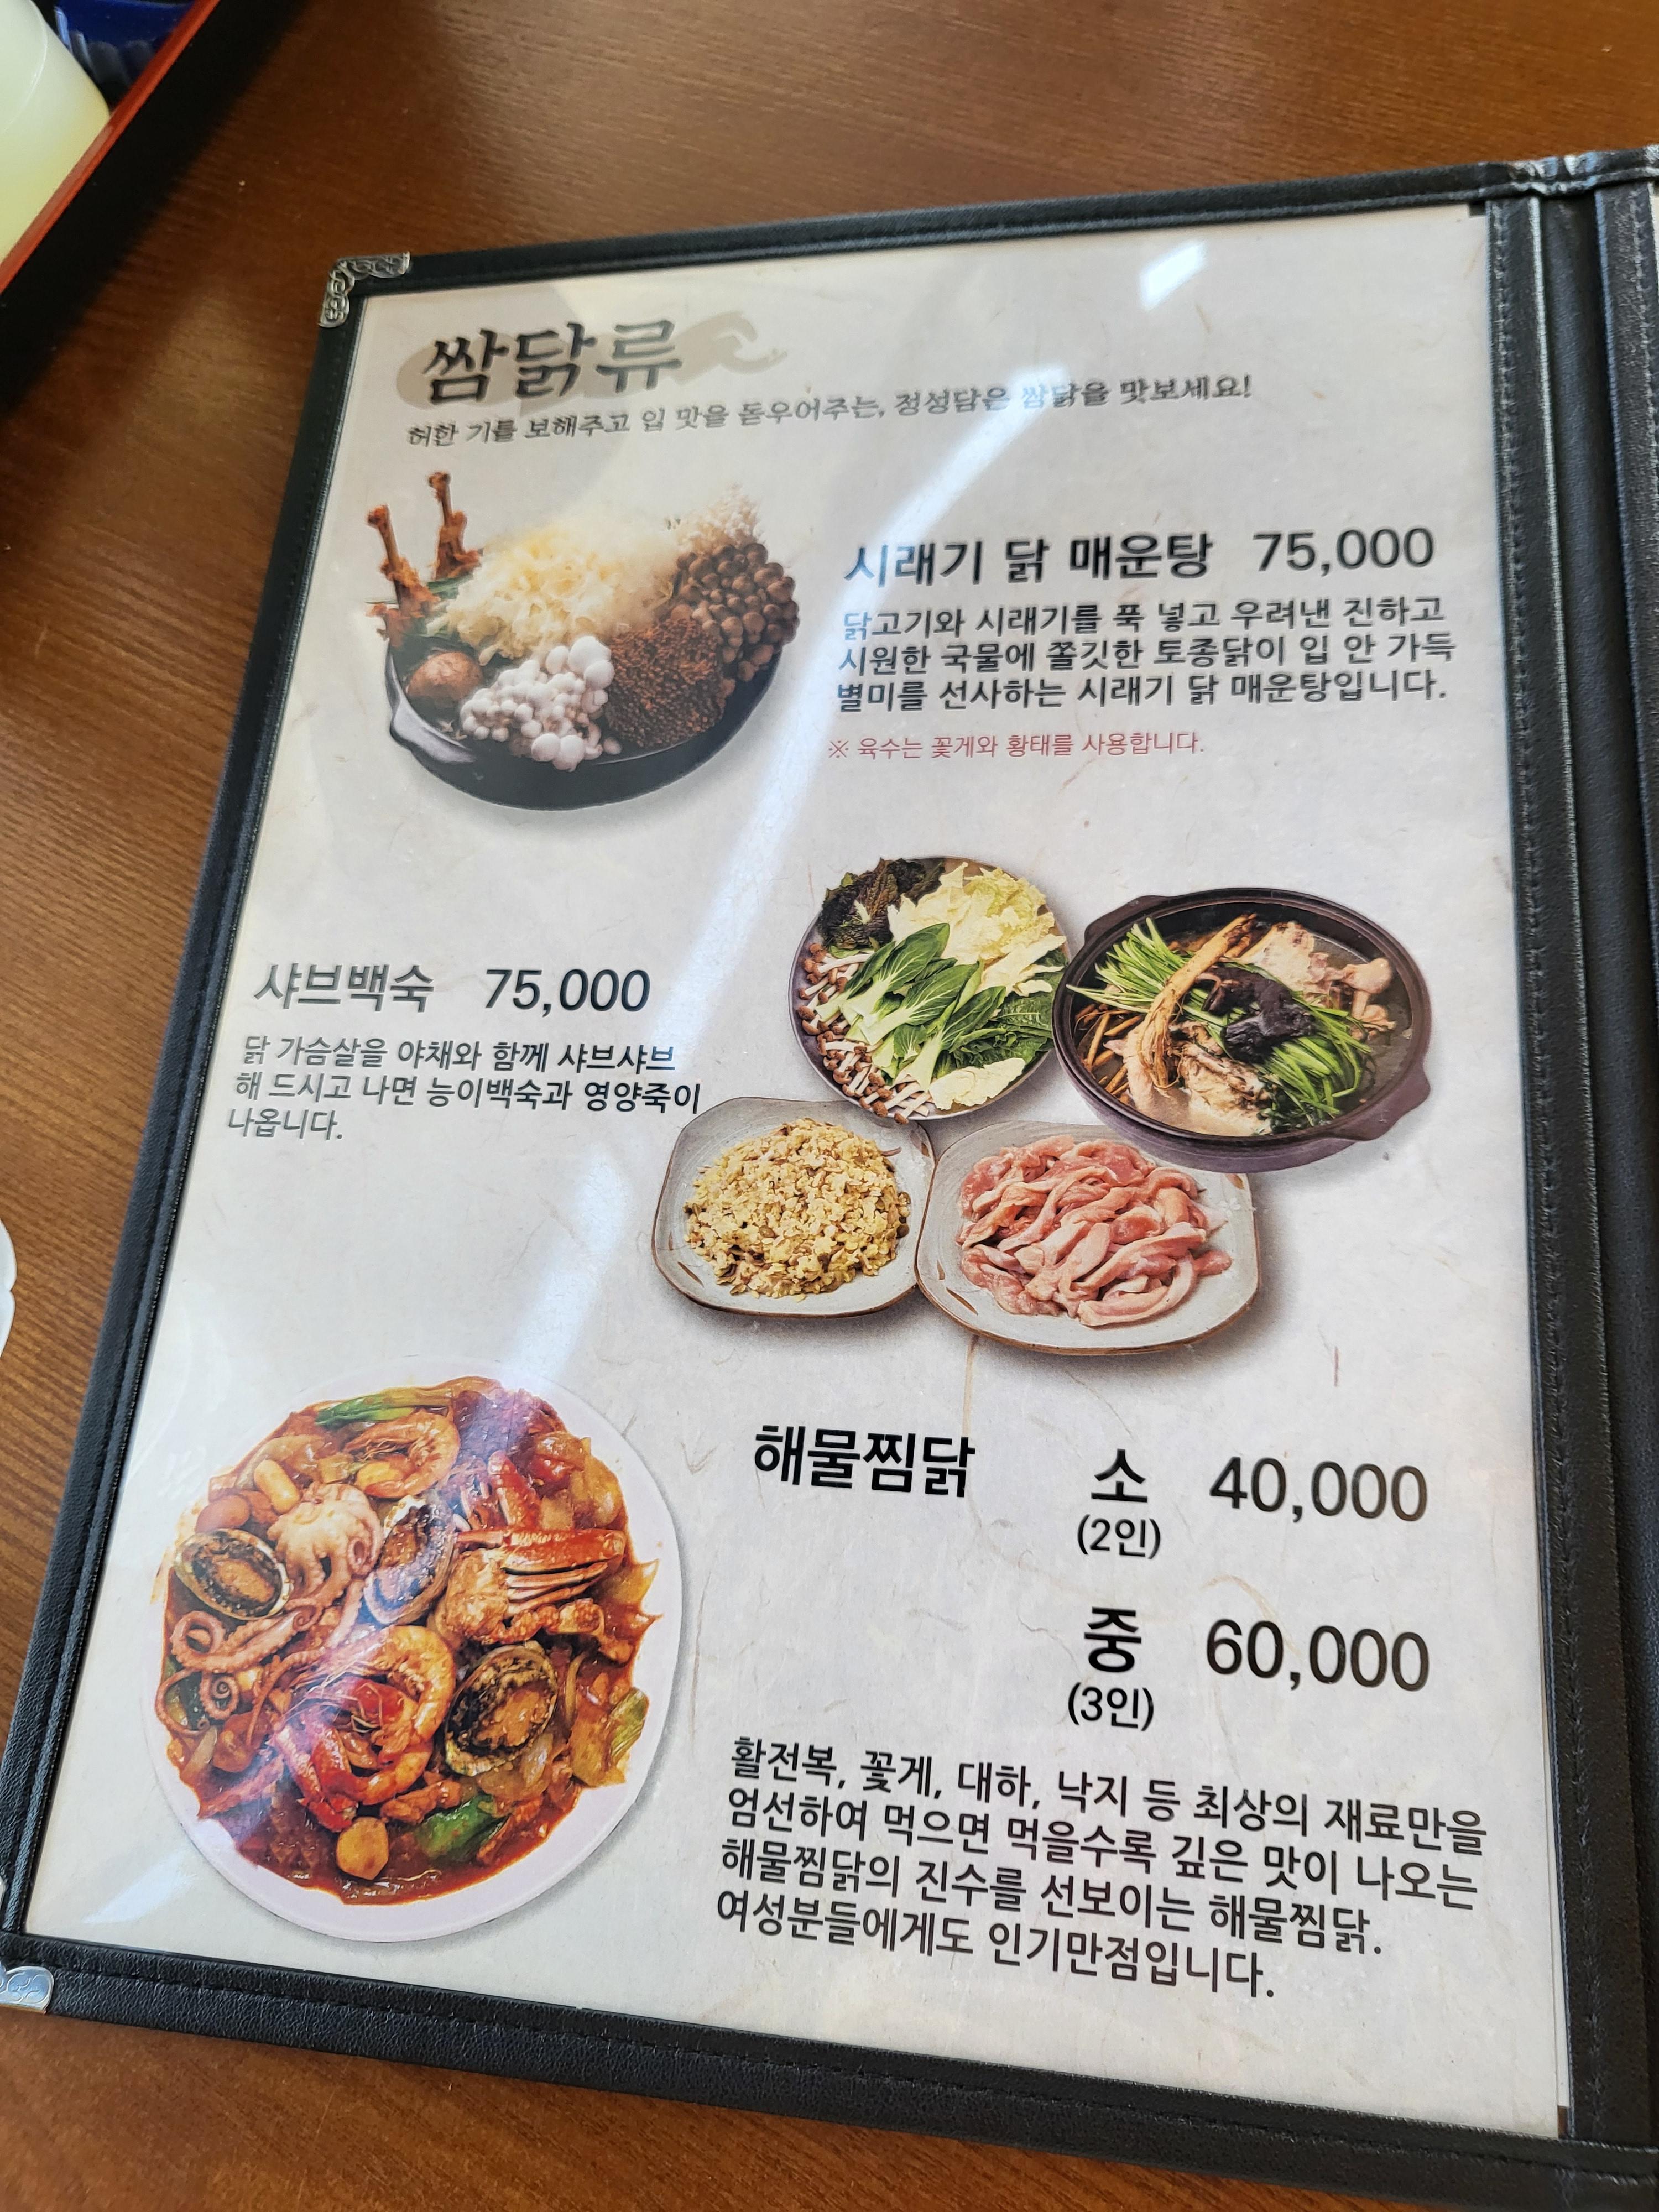 쌈닭류
허한 기를 보해주고 입 맛을 돋우어주는, 정성담은 쌈닭을 맛보세요!
시래기 닭 매운탕 75,000
닭고기와 시래기를 푹 넣고 우려낸 진하고
시원한 국물에 쫄깃한 토종닭이 입 안 가득
별미를 선사하는 시래기 닭 매운탕입니다.
※ 육수는 꽃게와 황태를 사용합니다.
샤브백숙 75,000
닭 가슴살을 야채와 함께 샤브샤브
해 드시고 나면 능이백숙과 영양죽이
나옵니다.
해물찜닭 소 40,000
(2인)
중 60,000
(3인)
활전복, 꽃게, 대하, 낙지 등 최상의 재료만을
엄선하여 먹으면 먹을수록 깊은 맛이 나오는
해물찜닭의 진수를 선보이는 해물찜닭.
여성분들에게도 인기만점입니다.